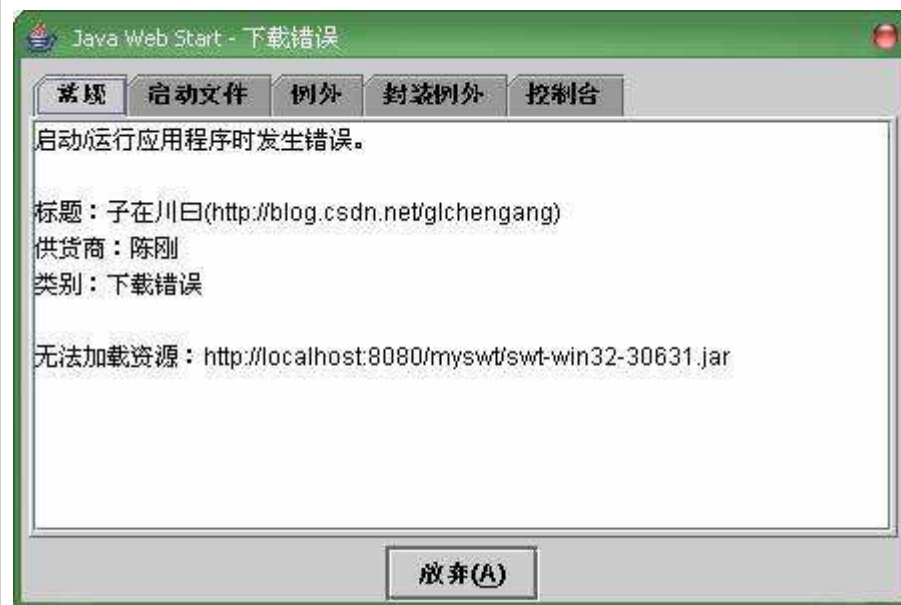 Java Web Start - 下载错误
常规 启动文件 例外 封装例外 控制台
启动/运行应用程序时发生错误。
标题：子在川曰(http://blog.csdn.net/glchengang)
供货商：陈刚
类别：下载错误
无法加载资源：http://localhost:8080/myswt/swt-win32-30631.jar
放弃(A)